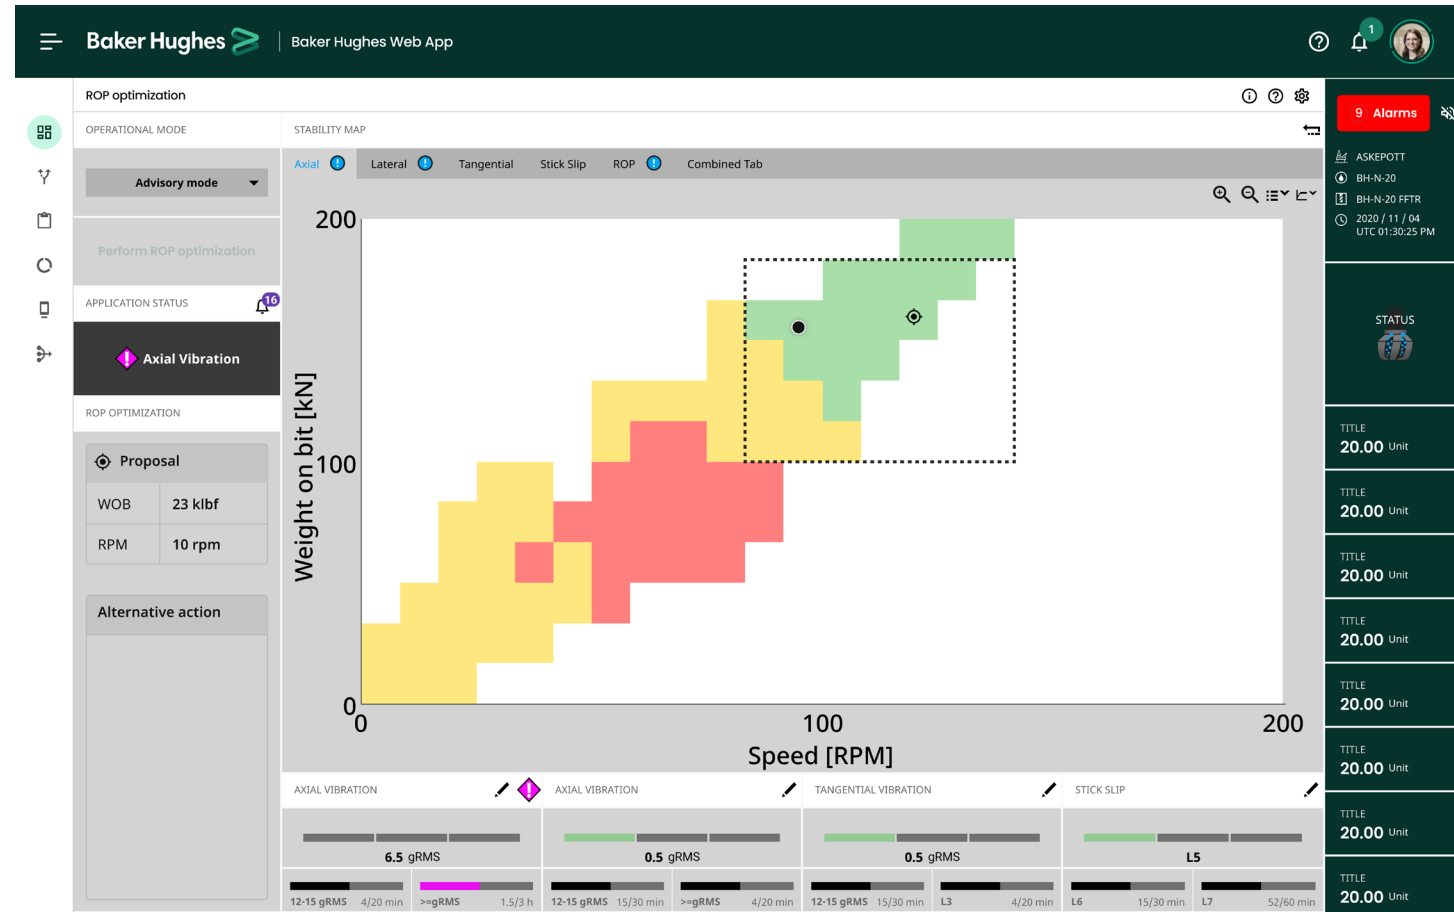 Baker Hughes
Baker Hughes Web App
1
ROP optimization
OPERATIONAL MODE
Advisory mode
Perform ROP optimization
APPLICATION STATUS
16
Axial Vibration
ROP OPTIMIZATION
Proposal
WOB 23 klbf
RPM 10 rpm
Alternative action
STABILITY MAP
Axial Lateral Tangential Stick Slip ROP Combined Tab
200
100
0
Weight on bit [kN]
0 100 200
Speed [RPM]
AXIAL VIBRATION
6.5 gRMS
12-15 gRMS 4/20 min
>=gRMS 1.5/3 h
AXIAL VIBRATION
0.5 gRMS
12-15 gRMS 15/30 min
>=gRMS 4/20 min
TANGENTIAL VIBRATION
0.5 gRMS
12-15 gRMS 15/30 min
L3 4/20 min
STICK SLIP
L5
L6 15/30 min
L7 52/60 min
9 Alarms
ASKEPOTT
BH-N-20
BH-N-20 FFTR
2020 / 11 / 04
UTC 01:30:25 PM
STATUS
TITLE
20.00 Unit
TITLE
20.00 Unit
TITLE
20.00 Unit
TITLE
20.00 Unit
TITLE
20.00 Unit
TITLE
20.00 Unit
TITLE
20.00 Unit
TITLE
20.00 Unit